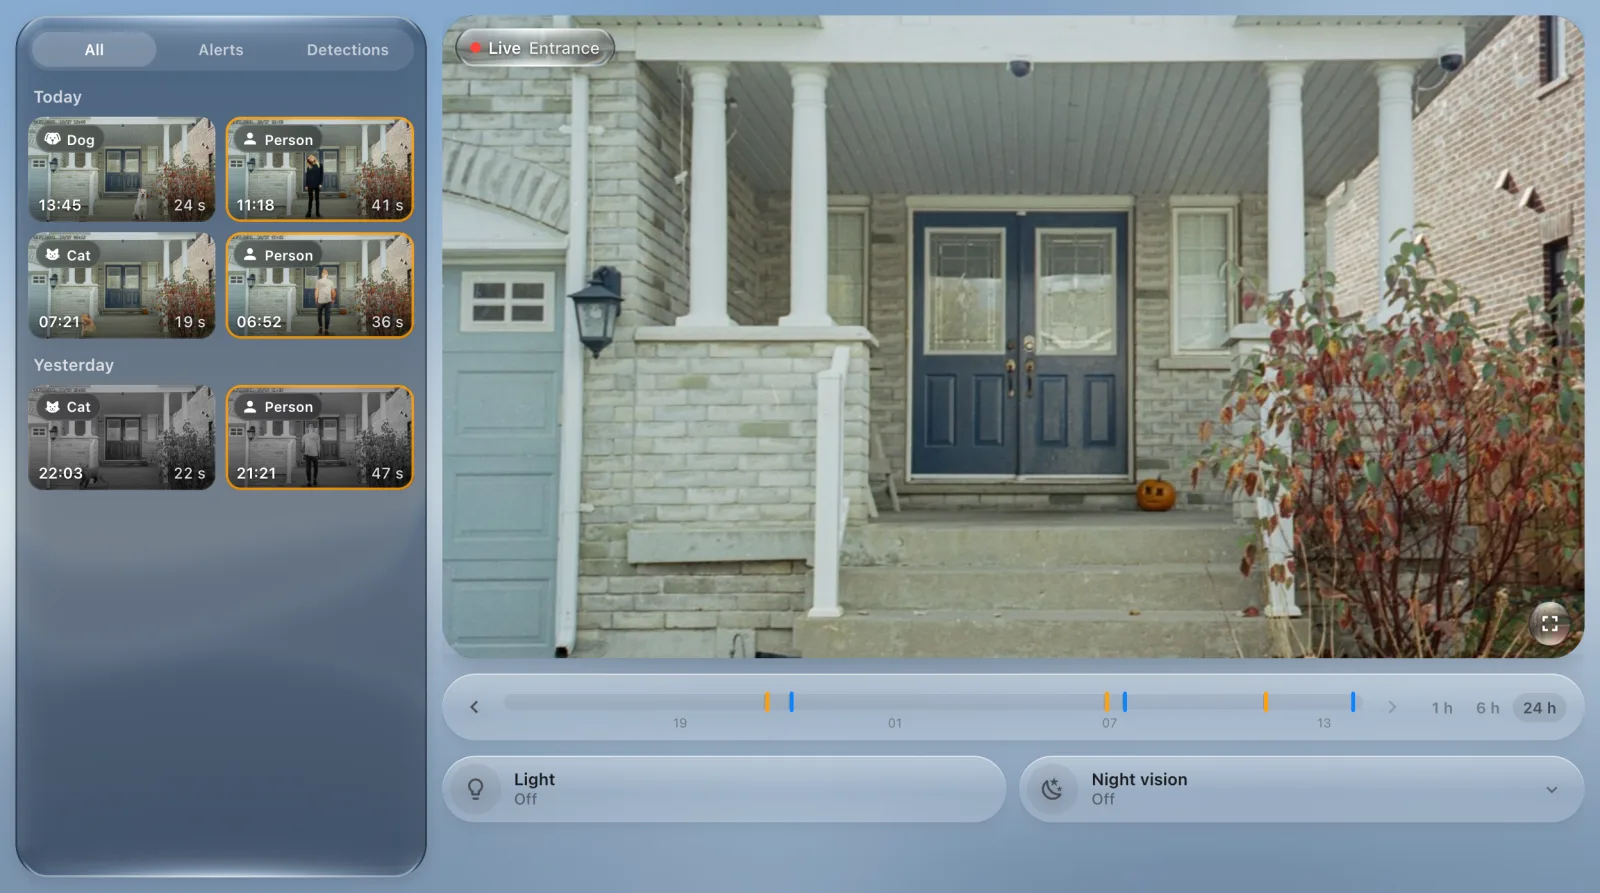 All Alerts Detections
Today
Dog
13:45 24 s
Person
11:18 41 s
Cat
07:21 19 s
Person
06:52 36 s
Yesterday
Cat
22:03 22 s
Person
21:21 47 s
Live Entrance
19 01 07 13
1 h 6 h 24 h
Light
Off
Night vision
Off